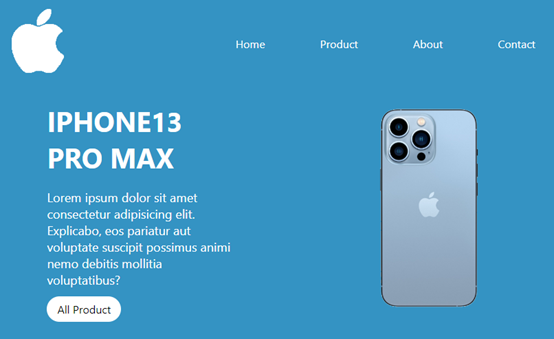 Home Product About Contact
IPHONE13
PRO MAX
Lorem ipsum dolor sit amet
consectetur adipisicing elit.
Explicabo, eos pariatur aut
voluptate suscipit possimus animi
nemo debitis mollitia
voluptatibus?
All Product